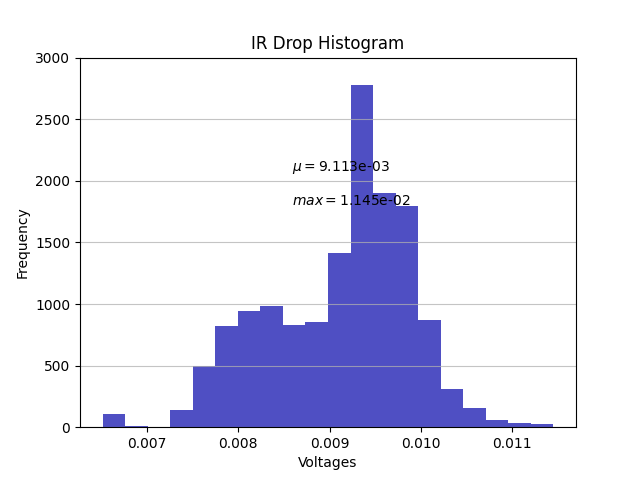 IR Drop Histogram
3000
2500
2000
1500
1000
500
0
Frequency
μ = 9.113e-03
max = 1.145e-02
0.007 0.008 0.009 0.010 0.011
Voltages